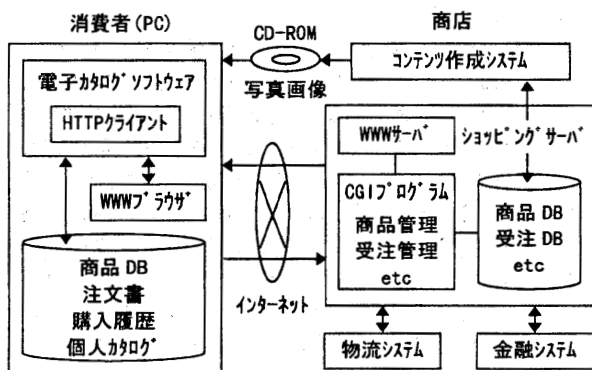 消費者(PC)
商店
CD-ROM
写真画像
電子ｶﾀﾛｸﾞソフトウェア
HTTPｸﾗｲｱﾝﾄ
WWWﾌﾞﾗｳｻﾞ
商品 DB
注文書
購入履歴
個人ｶﾀﾛｸﾞ
ｲﾝﾀｰﾈｯﾄ
ｺﾝﾃﾝﾂ作成ｼｽﾃﾑ
WWWｻｰﾊﾞ
ｼｮｯﾋﾟﾝｸﾞｻｰﾊﾞ
CGIﾌﾟﾛｸﾞﾗﾑ
商品管理
受注管理
etc
商品 DB
受注 DB
etc
物流ｼｽﾃﾑ
金融ｼｽﾃﾑ